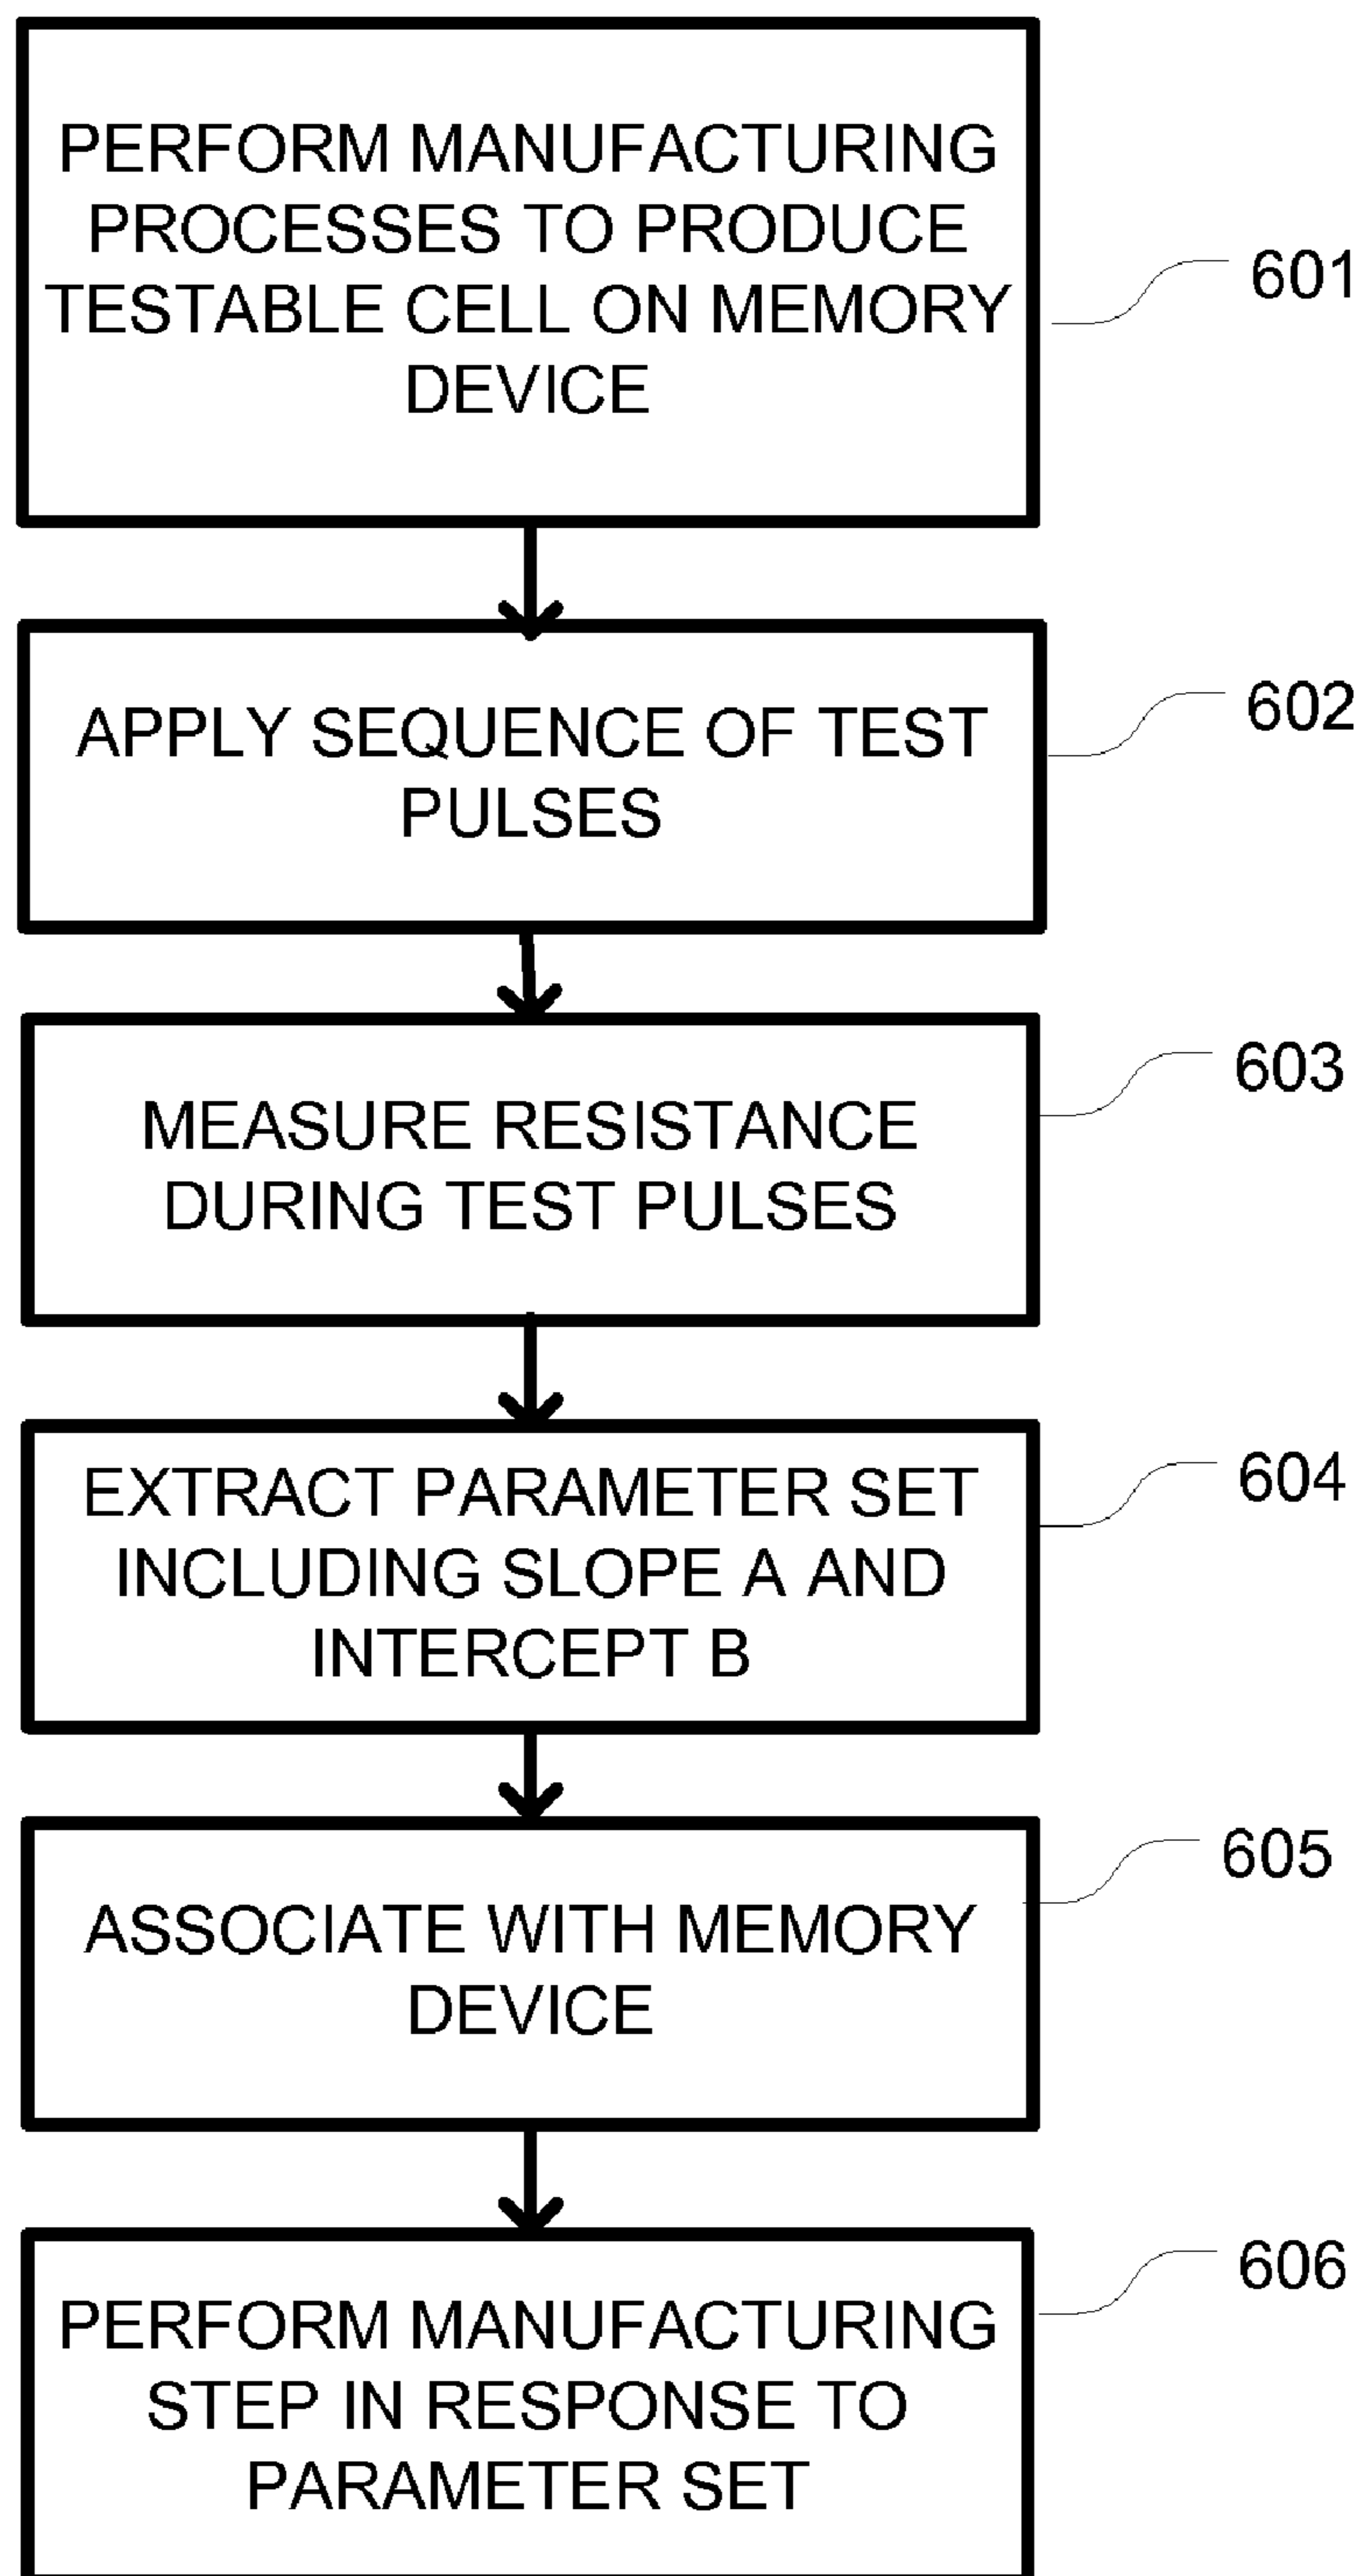 PERFORM MANUFACTURING
PROCESSES TO PRODUCE
TESTABLE CELL ON MEMORY
DEVICE
601
APPLY SEQUENCE OF TEST
PULSES
602
MEASURE RESISTANCE
DURING TEST PULSES
603
EXTRACT PARAMETER SET
INCLUDING SLOPE A AND
INTERCEPT B
604
ASSOCIATE WITH MEMORY
DEVICE
605
PERFORM MANUFACTURING
STEP IN RESPONSE TO
PARAMETER SET
606